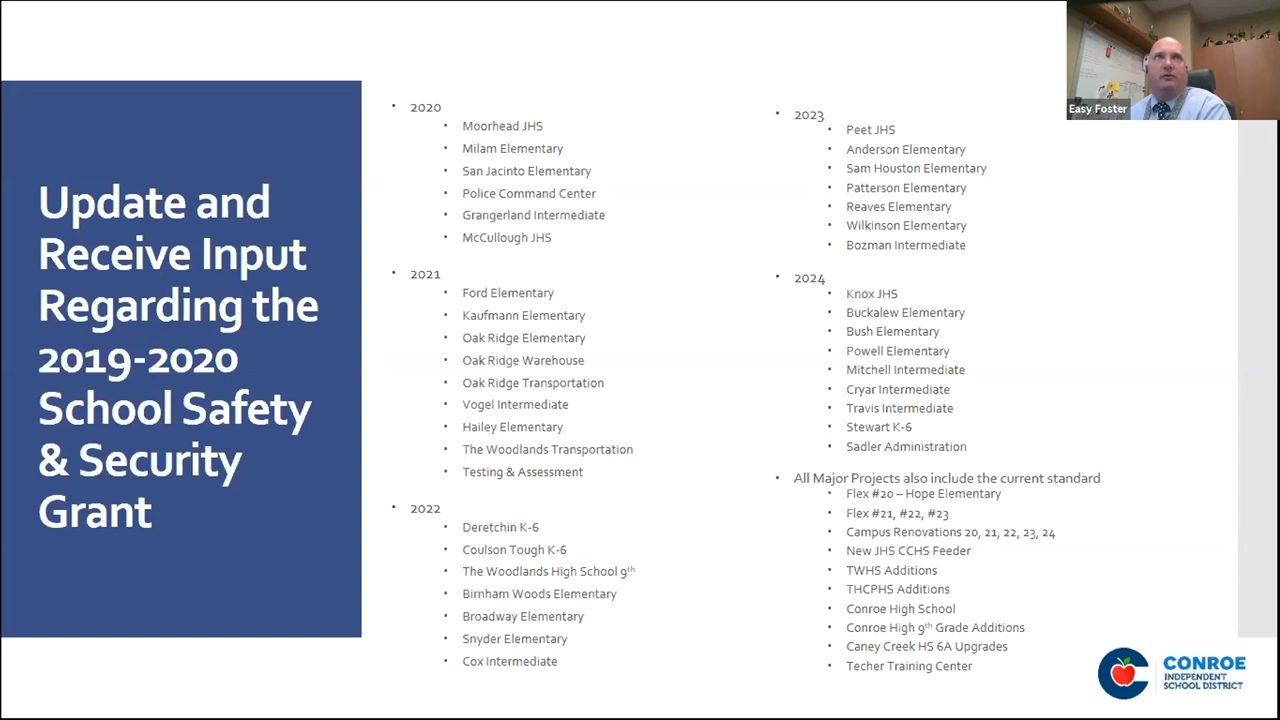 Update and
Receive Input
Regarding the
2019-2020
School Safety
& Security
Grant
2020
Moorhead JHS
Milam Elementary
San Jacinto Elementary
Police Command Center
Grangerland Intermediate
McCullough JHS
2021
Ford Elementary
Kaufmann Elementary
Oak Ridge Elementary
Oak Ridge Warehouse
Oak Ridge Transportation
Vogel Intermediate
Hailey Elementary
The Woodlands Transportation
Testing & Assessment
2022
Deretchin K-6
Coulson Tough K-6
The Woodlands High School 9th
Birnham Woods Elementary
Broadway Elementary
Snyder Elementary
Cox Intermediate
2023
Peet JHS
Anderson Elementary
Sam Houston Elementary
Patterson Elementary
Reaves Elementary
Wilkinson Elementary
Bozman Intermediate
2024
Knox JHS
Buckalew Elementary
Bush Elementary
Powell Elementary
Mitchell Intermediate
Cryar Intermediate
Travis Intermediate
Stewart K-6
Sadler Administration
All Major Projects also include the current standard
Flex #20 – Hope Elementary
Flex #21, #22, #23
Campus Renovations 20, 21, 22, 23, 24
New JHS CCHS Feeder
TWHS Additions
THCPHS Additions
Conroe High School
Conroe High 9th Grade Additions
Caney Creek HS 6A Upgrades
Techer Training Center
Easy Foster
CONROE
INDEPENDENT
SCHOOL DISTRICT